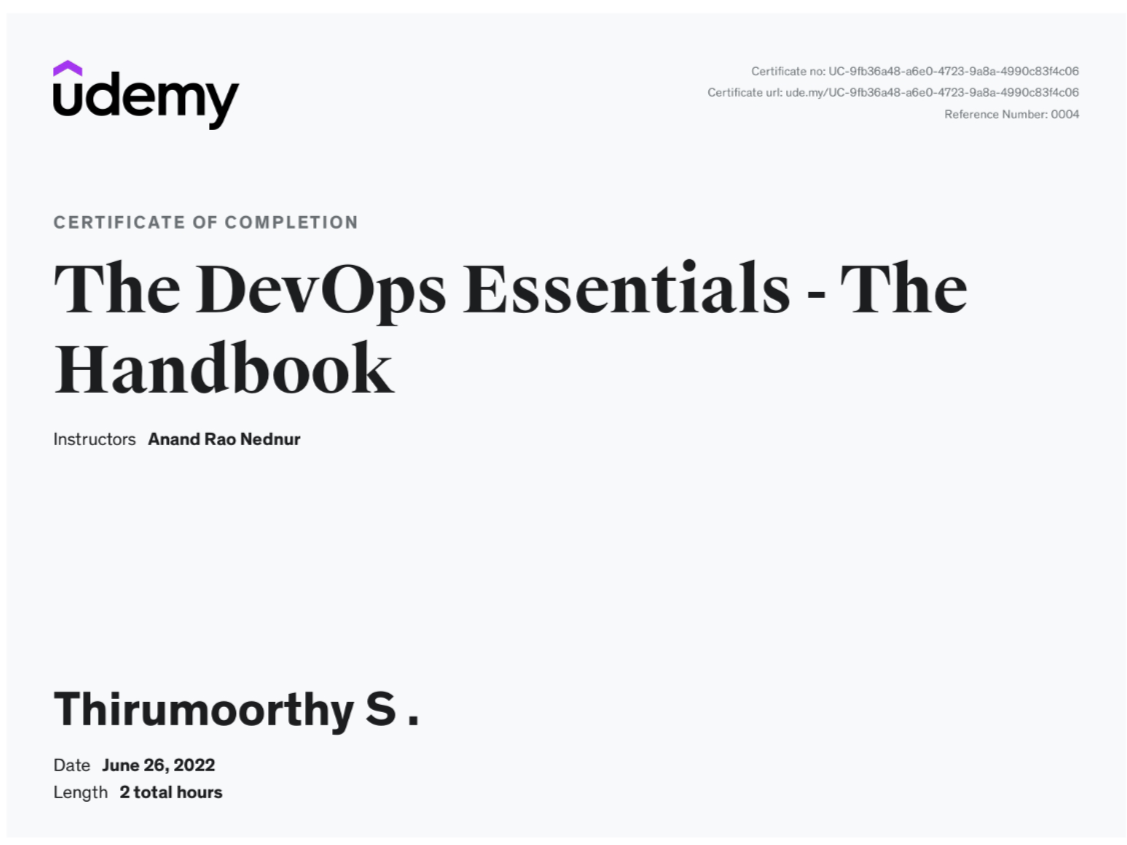 udemy
Certificate no: UC-9fb36a48-a6e0-4723-9a8a-4990c83f4c06
Certificate url: ude.my/UC-9fb36a48-a6e0-4723-9a8a-4990c83f4c06
Reference Number: 0004
CERTIFICATE OF COMPLETION
The DevOps Essentials - The
Handbook
Instructors Anand Rao Nednur
Thirumoorthy S .
Date June 26, 2022
Length 2 total hours